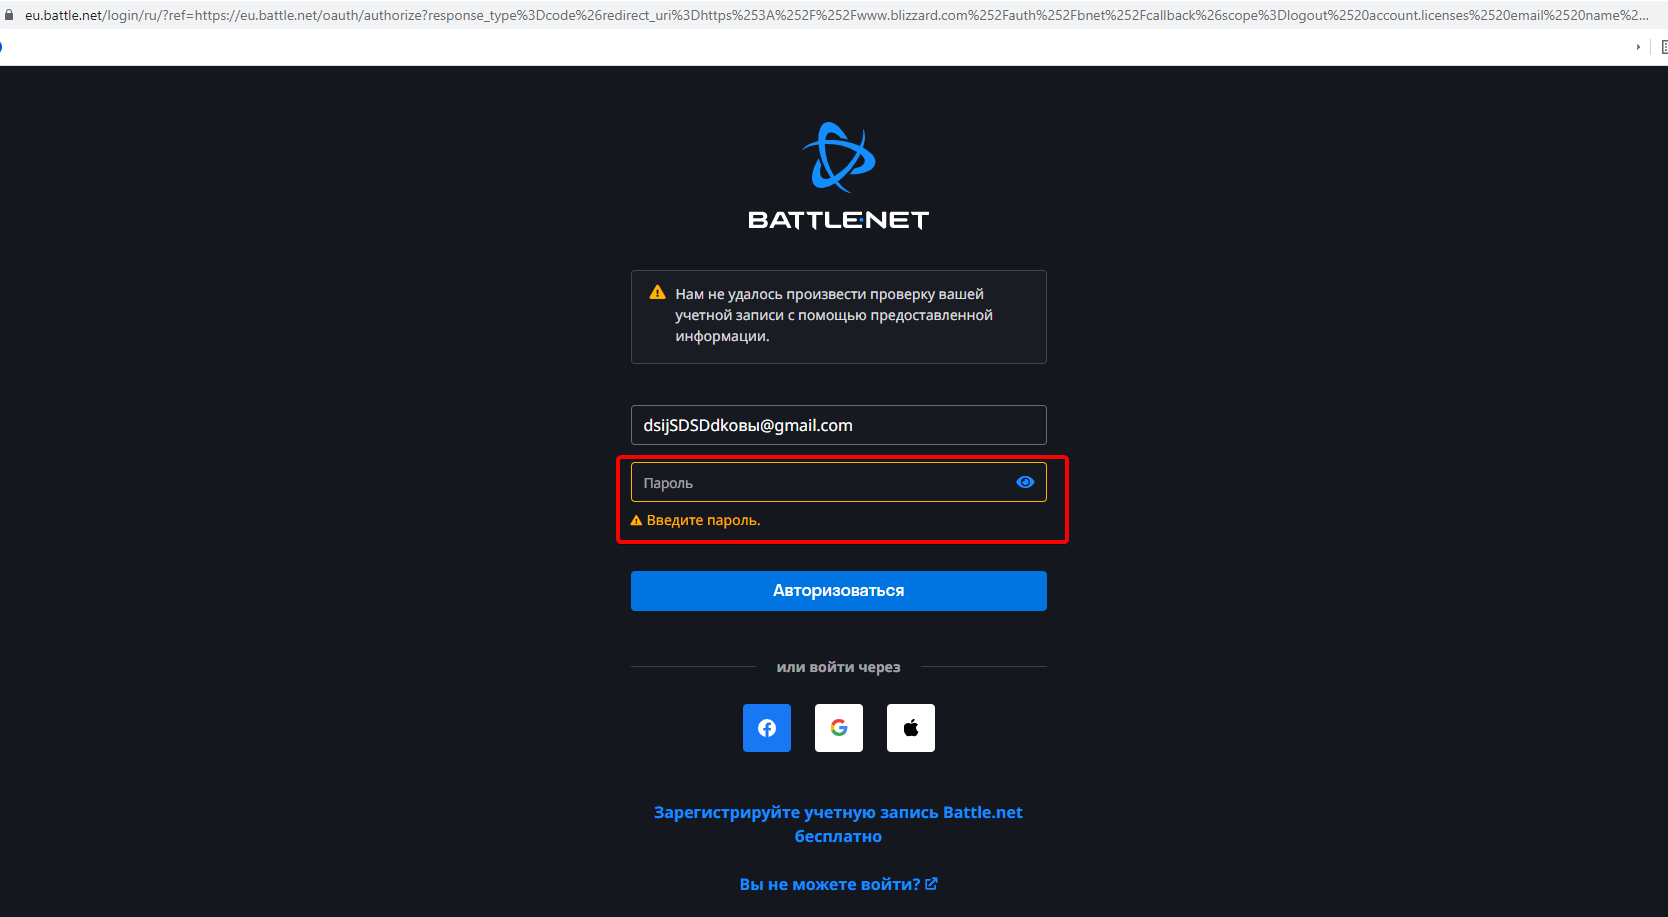 eu.battle.net/login/ru/?ref=https://eu.battle.net/oauth/authorize?response_type%3Dcode%26redirect_uri%3Dhttps%253A%252F%252Fwww.blizzard.com%252Fauth%252Fbnet%252Fcallback%26scope%3Dlogout%2520account.licenses%2520email%2520name%2...
BATTLE.NET
Нам не удалось произвести проверку вашей
учетной записи с помощью предоставленной
информации.
dsijSDSDdковы@gmail.com
Пароль
Введите пароль.
Авторизоваться
или войти через
Зарегистрируйте учетную запись Battle.net
бесплатно
Вы не можете войти?